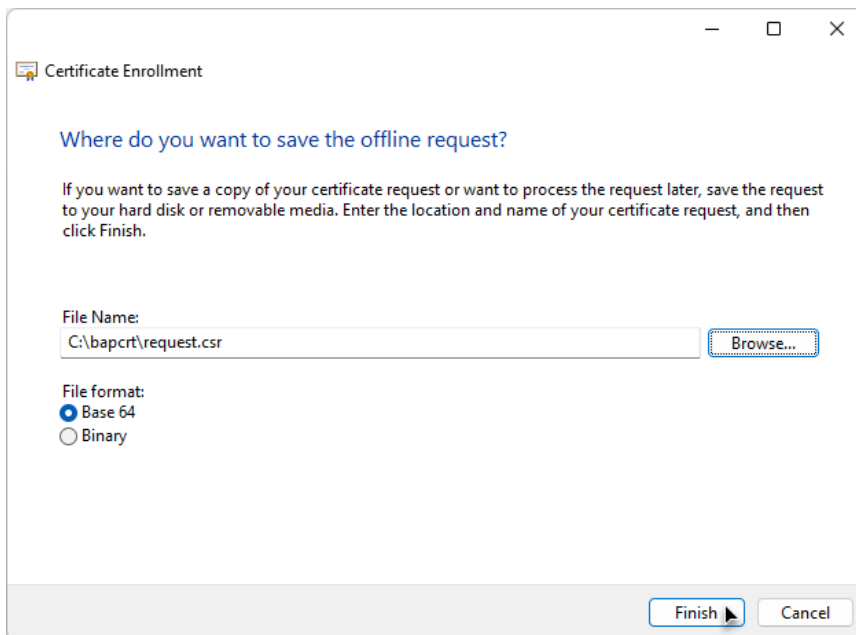 Certificate Enrollment
Where do you want to save the offline request?
If you want to save a copy of your certificate request or want to process the request later, save the request
to your hard disk or removable media. Enter the location and name of your certificate request, and then
click Finish.
File Name:
C:\bapcrt\request.csr
Browse...
File format:
Base 64
Binary
Finish
Cancel